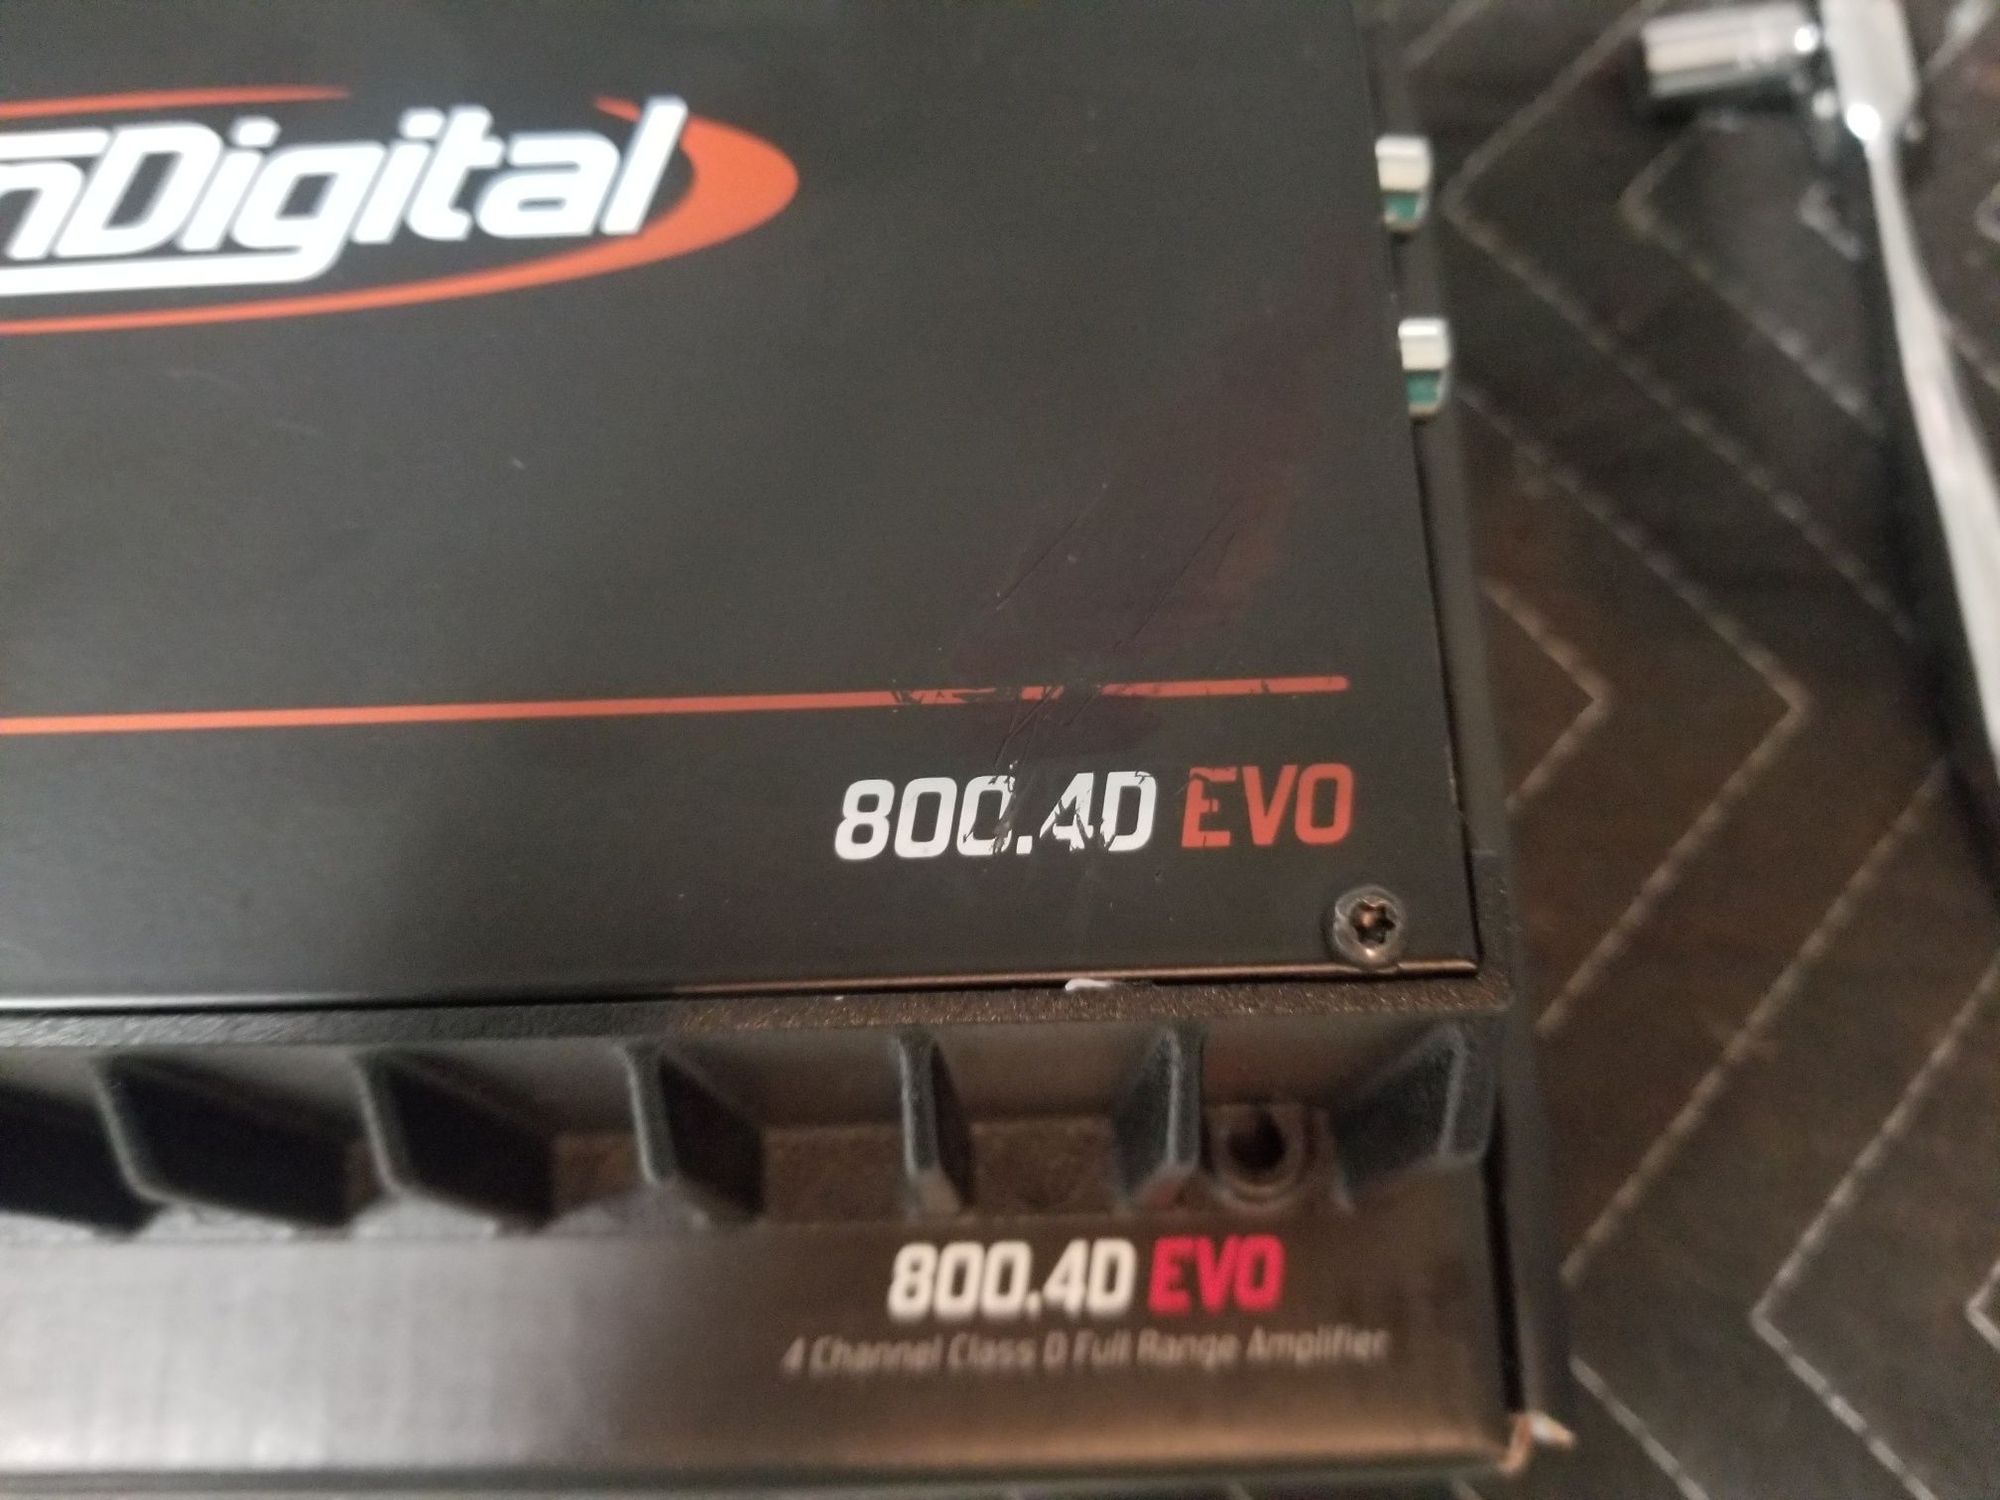 nDigital
800.4D EVO
800.4D EVO
4 Channel Class D Full Range Amplifier